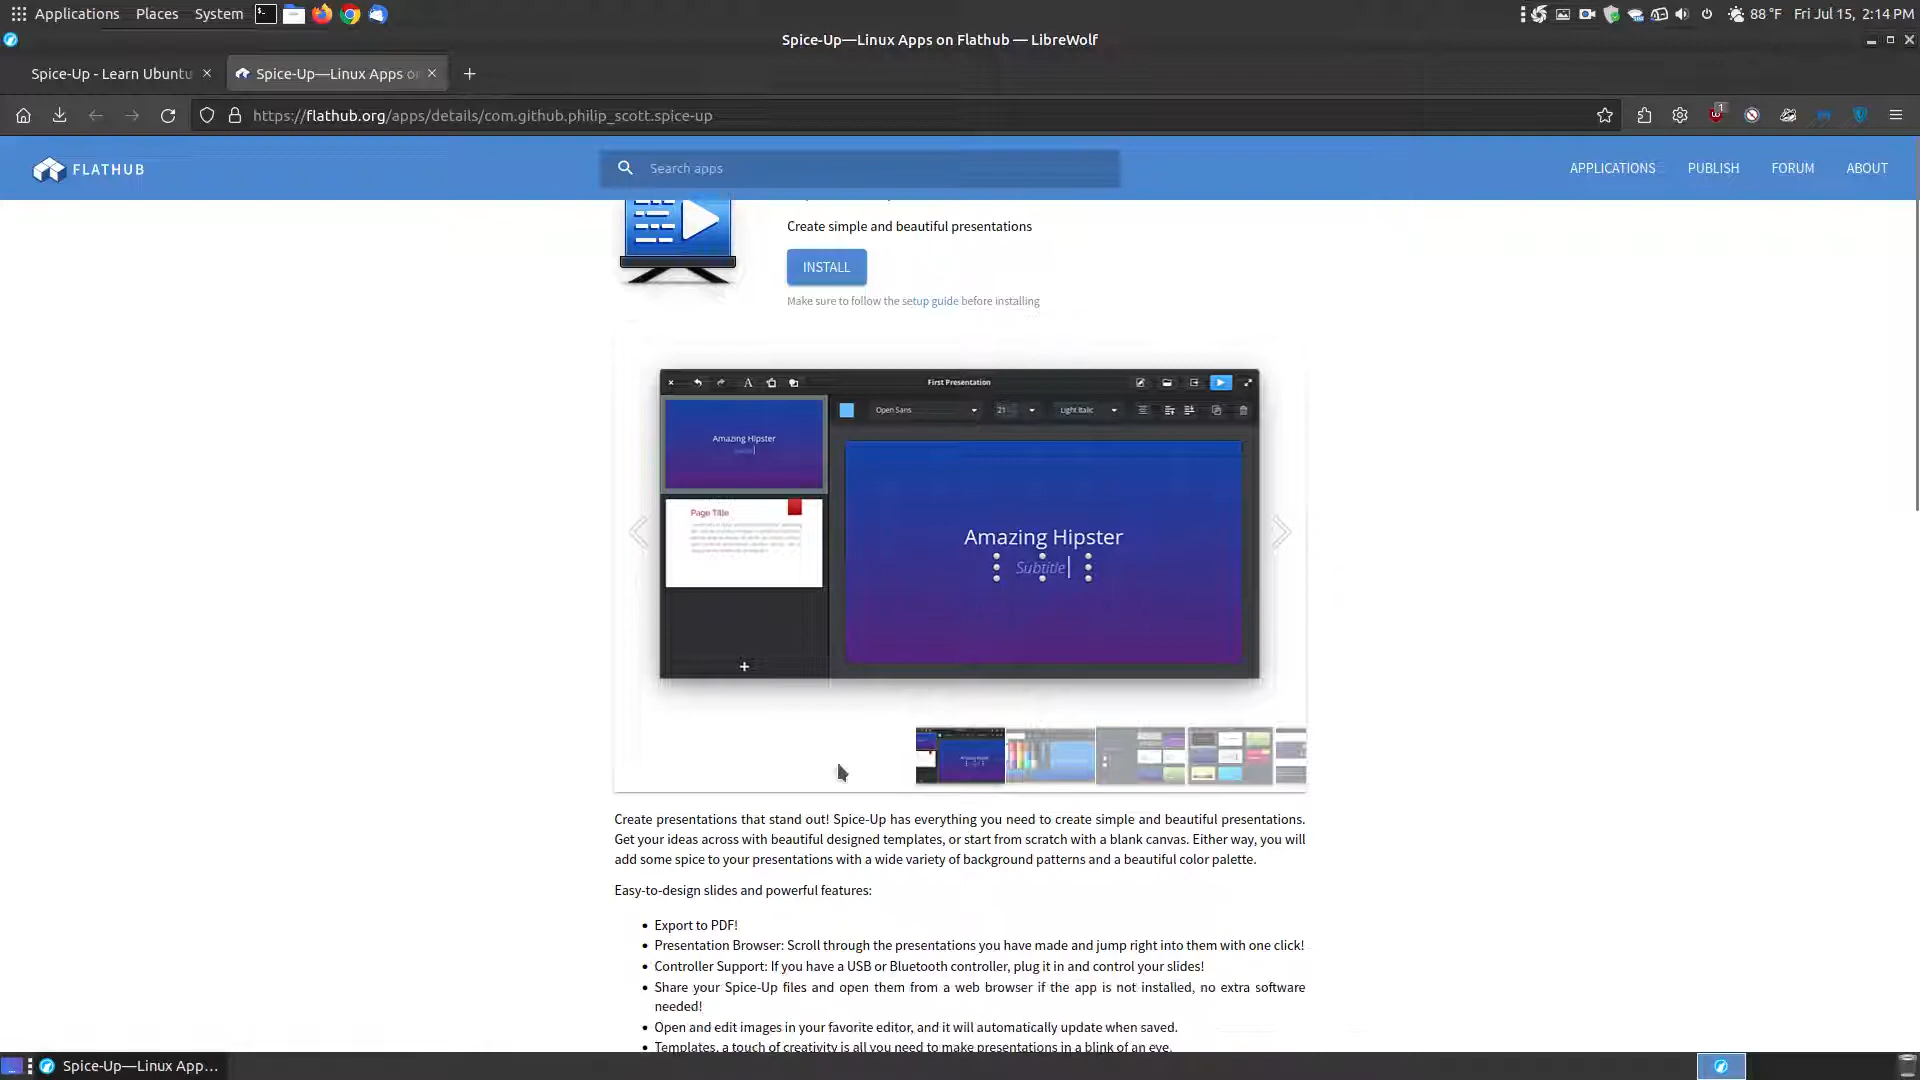 Applications Places System
88 °F Fri Jul 15, 2:14 PM
Spice-Up—Linux Apps on Flathub — LibreWolf
Spice-Up - Learn Ubuntu
Spice-Up—Linux Apps o
https://flathub.org/apps/details/com.github.philip_scott.spice-up
1
FLATHUB
Search apps
APPLICATIONS PUBLISH FORUM ABOUT
Create simple and beautiful presentations
INSTALL
Make sure to follow the setup guide before installing
First Presentation
Open Sans 21 Light Italic
Amazing Hipster
Page Title
Amazing Hipster
Subtitle
Create presentations that stand out! Spice-Up has everything you need to create simple and beautiful presentations.
Get your ideas across with beautiful designed templates, or start from scratch with a blank canvas. Either way, you will
add some spice to your presentations with a wide variety of background patterns and a beautiful color palette.
Easy-to-design slides and powerful features:
• Export to PDF!
• Presentation Browser: Scroll through the presentations you have made and jump right into them with one click!
• Controller Support: If you have a USB or Bluetooth controller, plug it in and control your slides!
• Share your Spice-Up files and open them from a web browser if the app is not installed, no extra software
needed!
• Open and edit images in your favorite editor, and it will automatically update when saved.
• Templates, a touch of creativity is all you need to make presentations in a blink of an eye.
Spice-Up—Linux App...